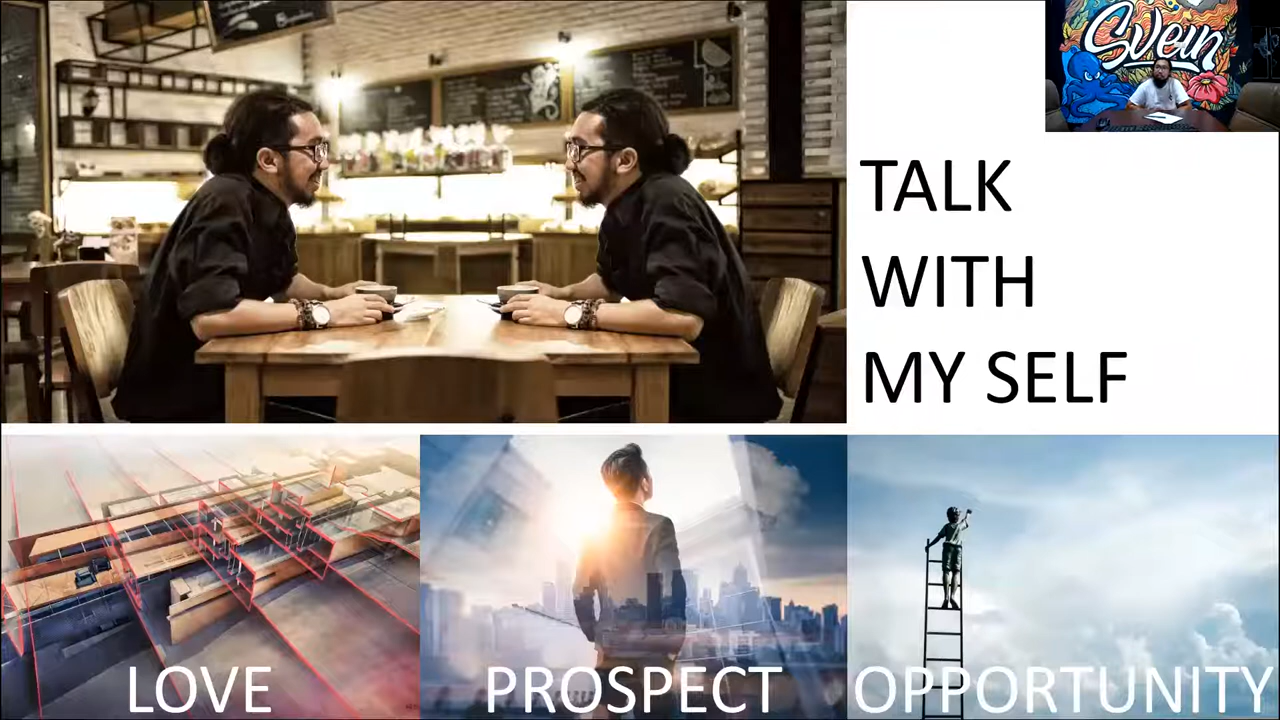 Svein
TALK
WITH
MY SELF
LOVE
PROSPECT
OPPORTUNITY